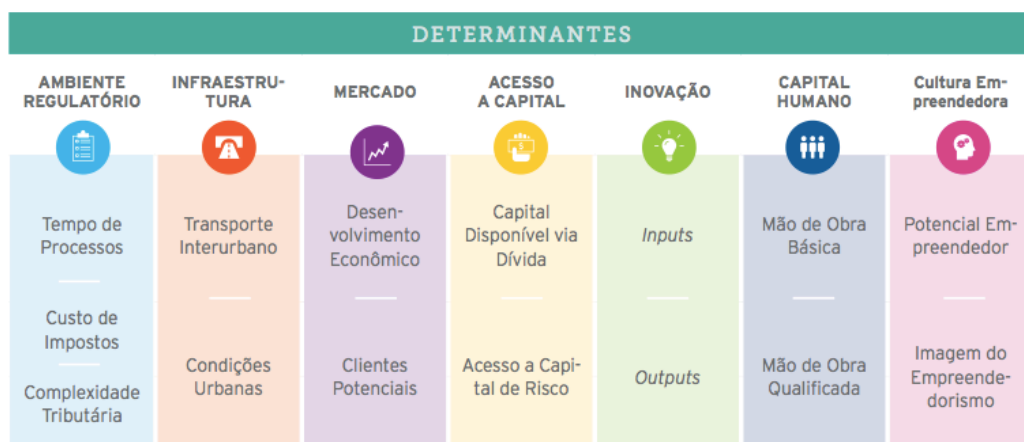 DETERMINANTES
AMBIENTE
REGULATÓRIO
INFRAESTRU-
TURA
MERCADO
ACESSO
A CAPITAL
INOVAÇÃO
CAPITAL
HUMANO
Cultura Em-
preendedora
$
Tempo de
Processos
Custo de
Impostos
Complexidade
Tributária
Transporte
Interurbano
Condições
Urbanas
Desen-
volvimento
Econômico
Clientes
Potenciais
Capital
Disponível via
Dívida
Acesso a Capi-
tal de Risco
Inputs
Outputs
Mão de Obra
Básica
Mão de Obra
Qualificada
Potencial Em-
preendedor
Imagem do
Empreende-
dorismo